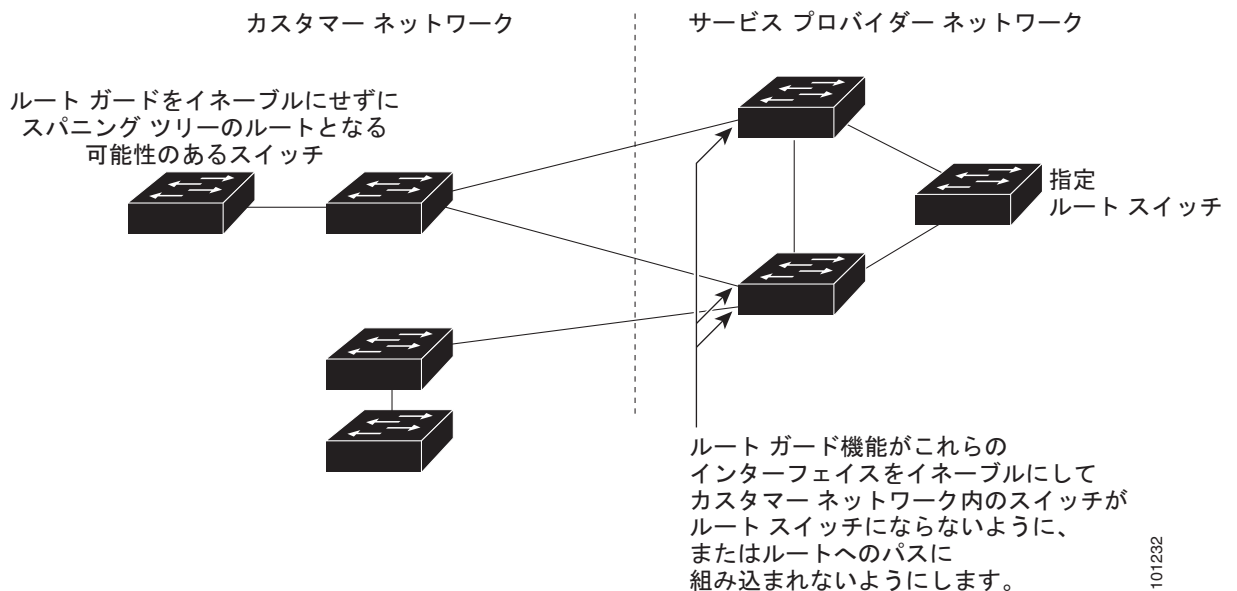 カスタマー ネットワーク
サービス プロバイダー ネットワーク
ルート ガードをイネーブルにせずに
スパニング ツリーのルートとなる
可能性のあるスイッチ
指定
ルート スイッチ
ルート ガード機能がこれらの
インターフェイスをイネーブルにして
カスタマー ネットワーク内のスイッチが
ルート スイッチにならないように、
またはルートへのパスに
組み込まれないようにします。
101232